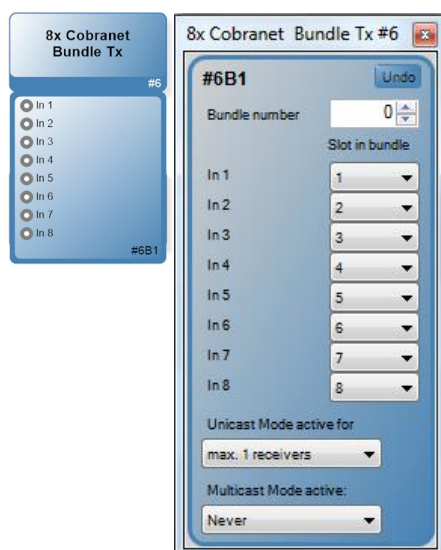 8x Cobranet
Bundle Tx
#6
In 1
In 2
In 3
In 4
In 5
In 6
In 7
In 8
#6B1
8x Cobranet Bundle Tx #6
#6B1
Undo
Bundle number
0
Slot in bundle
In 1
1
In 2
2
In 3
3
In 4
4
In 5
5
In 6
6
In 7
7
In 8
8
Unicast Mode active for
max. 1 receivers
Multicast Mode active:
Never